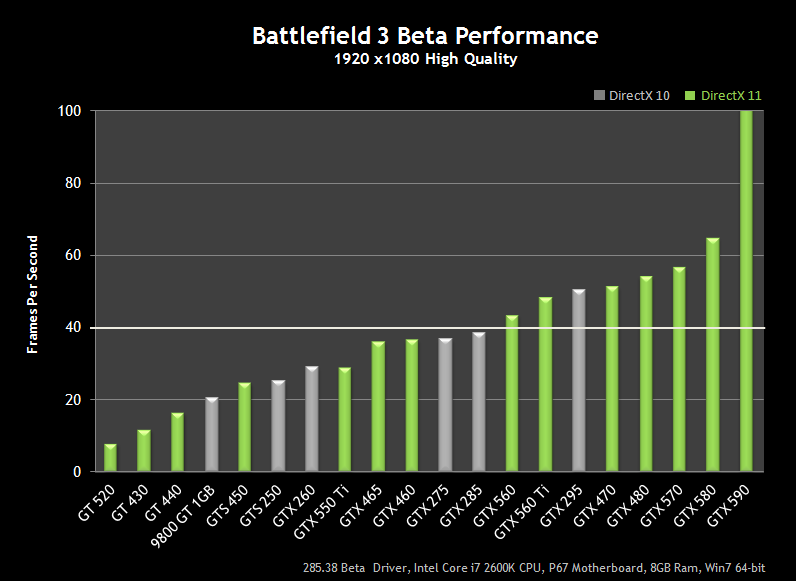 Battlefield 3 Beta Performance
1920 x1080 High Quality
DirectX 10
DirectX 11
Frames Per Second
100
80
60
40
20
0
GT 520
GT 430
GT 440
9800 GT 1GB
GTS 450
GTS 250
GTX 260
GTX 550 Ti
GTX 465
GTX 460
GTX 275
GTX 285
GTX 560
GTX 560 Ti
GTX 295
GTX 470
GTX 480
GTX 570
GTX 580
GTX 590
285.38 Beta  Driver, Intel Core i7 2600K CPU, P67 Motherboard, 8GB Ram, Win7 64-bit